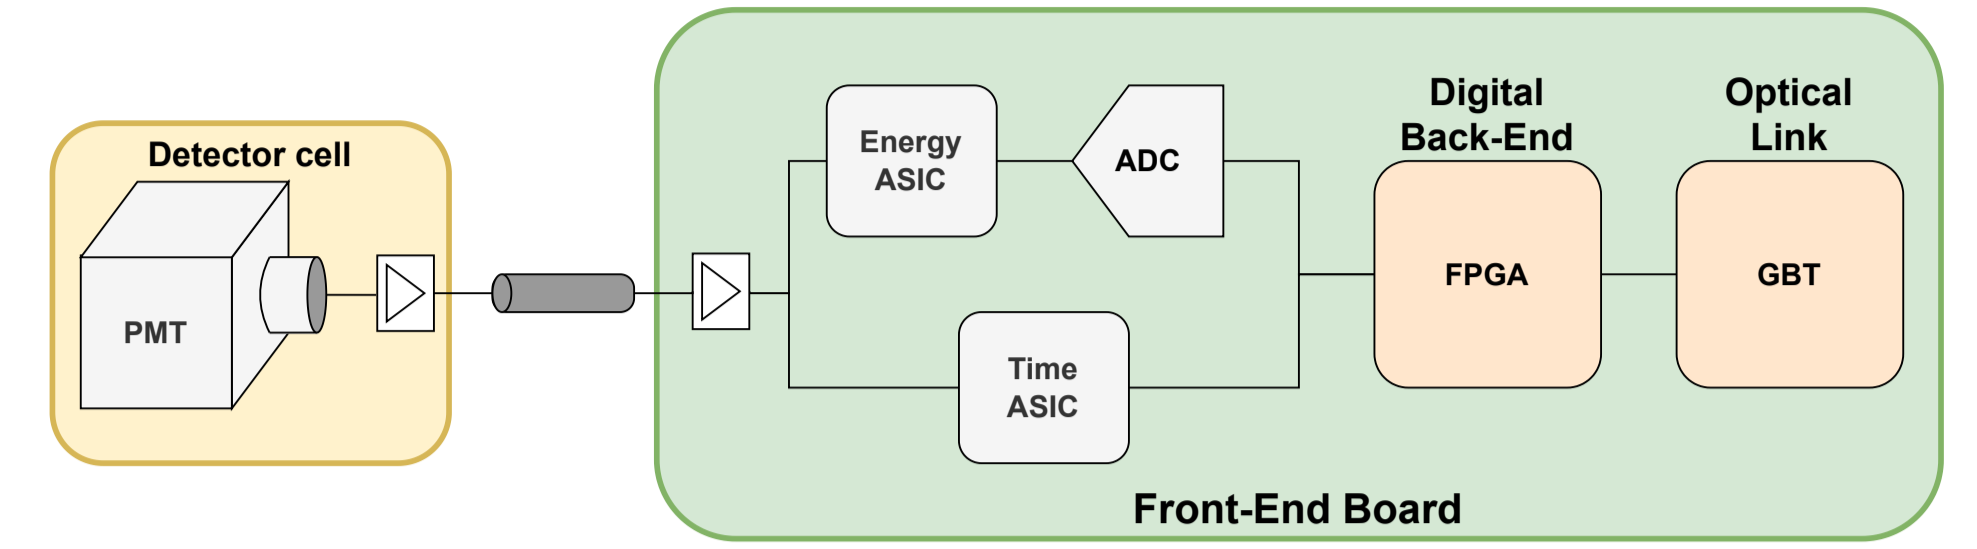 Detector cell
PMT
Energy
ASIC
ADC
Time
ASIC
Digital
Back-End
FPGA
Optical
Link
GBT
Front-End Board